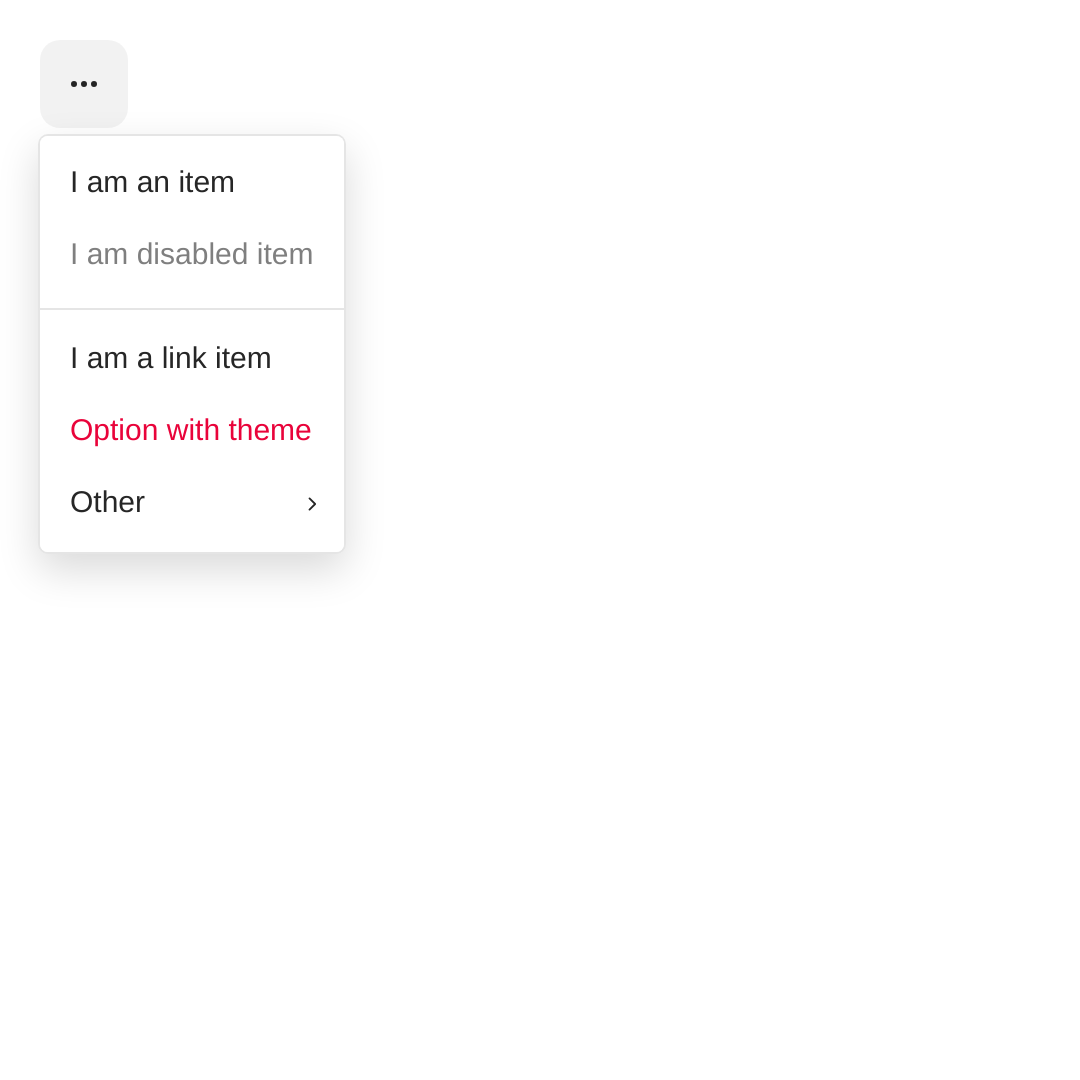 I am an item
I am disabled item
I am a link item
Option with theme
Other